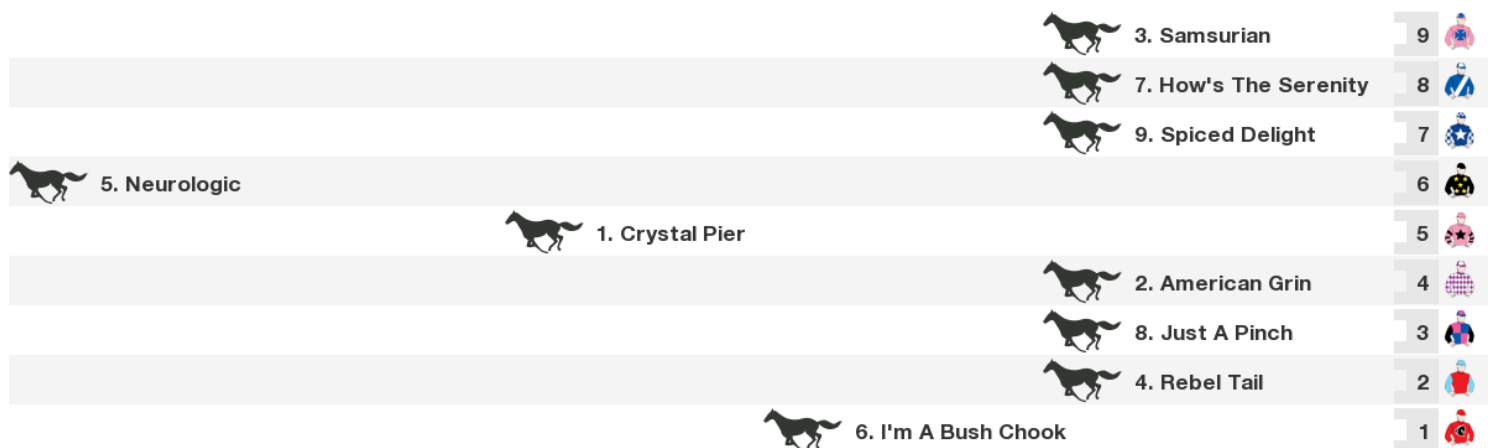 3. Samsurian 9
7. How's The Serenity 8
9. Spiced Delight 7
5. Neurologic 6
1. Crystal Pier 5
2. American Grin 4
8. Just A Pinch 3
4. Rebel Tail 2
6. I'm A Bush Chook 1